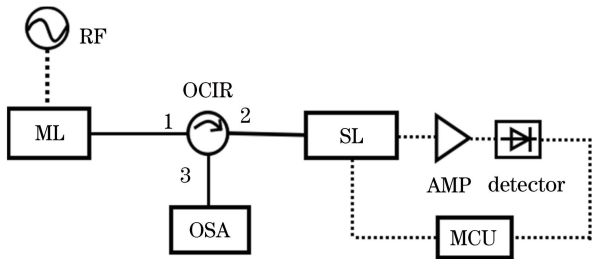 RF
OCIR
ML
1
2
SL
3
AMP
detector
OSA
MCU